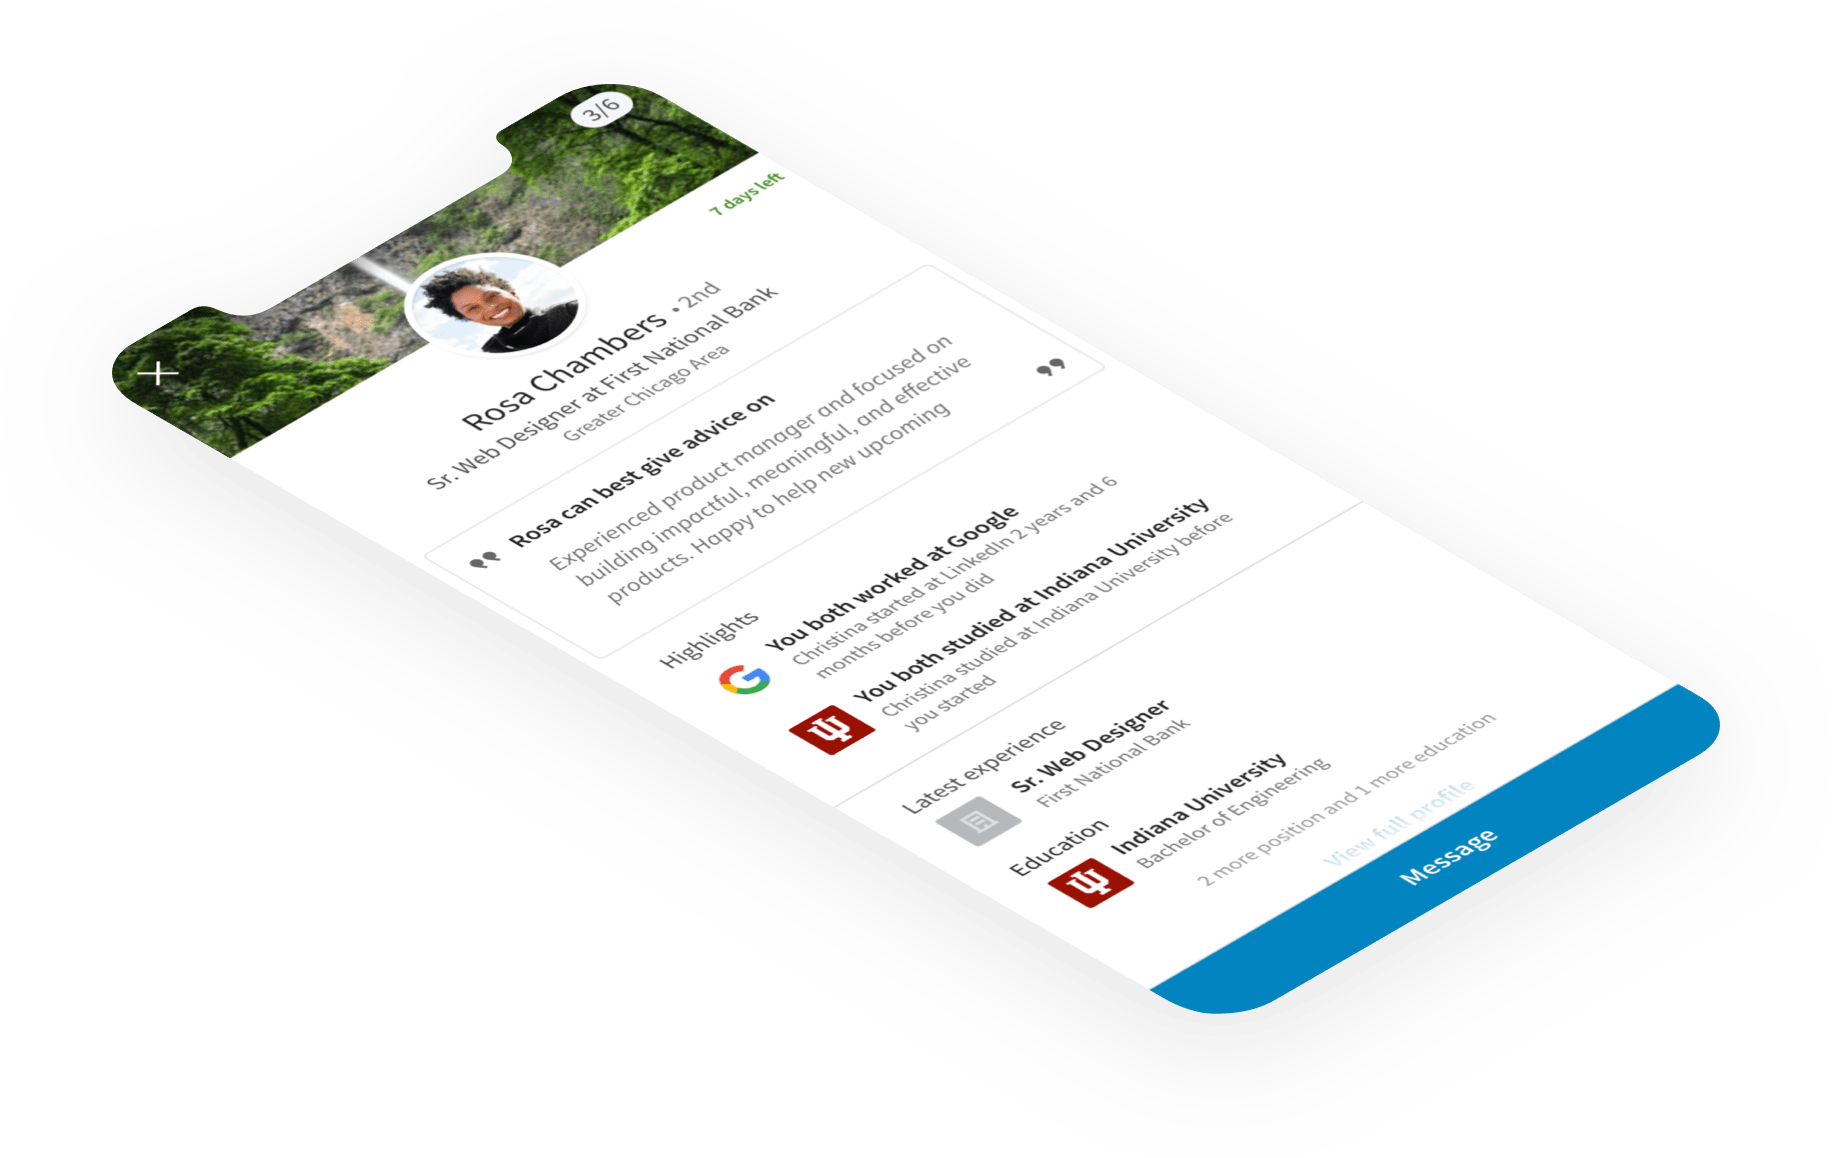 3/6
7 days left
Rosa Chambers • 2nd
Sr. Web Designer at First National Bank
Greater Chicago Area
Rosa can best give advice on
Experienced product manager and focused on
building impactful, meaningful, and effective
products. Happy to help new upcoming
Highlights
You both worked at Google
Christina started at LinkedIn 2 years and 6
months before you did
You both studied at Indiana University
Christina studied at Indiana University before
you started
Latest experience
Sr. Web Designer
First National Bank
Education
Indiana University
Bachelor of Engineering
2 more position and 1 more education
View full profile
Message